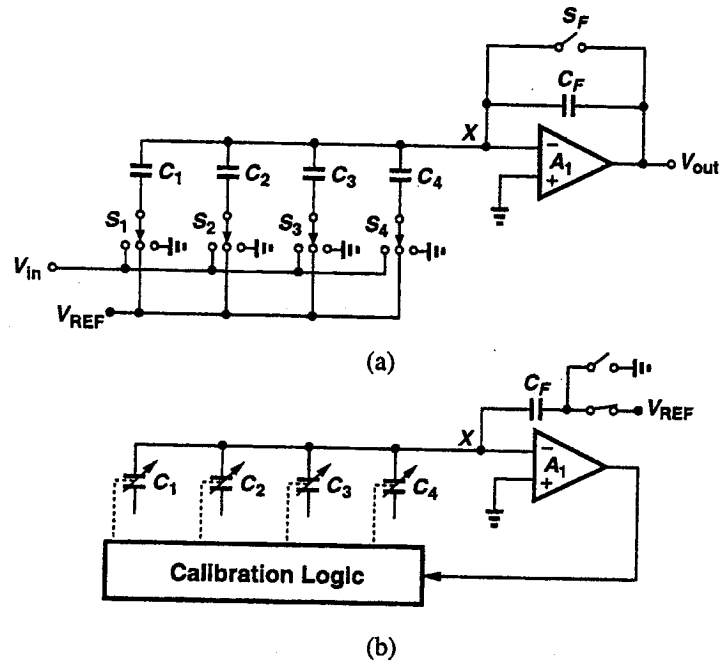 S_F
C_F
X
C_1 C_2 C_3 C_4
A_1
− +
V_out
S_1 S_2 S_3 S_4
V_in
V_REF
(a)
C_F
V_REF
X
C_1 C_2 C_3 C_4
A_1
− +
Calibration Logic
(b)